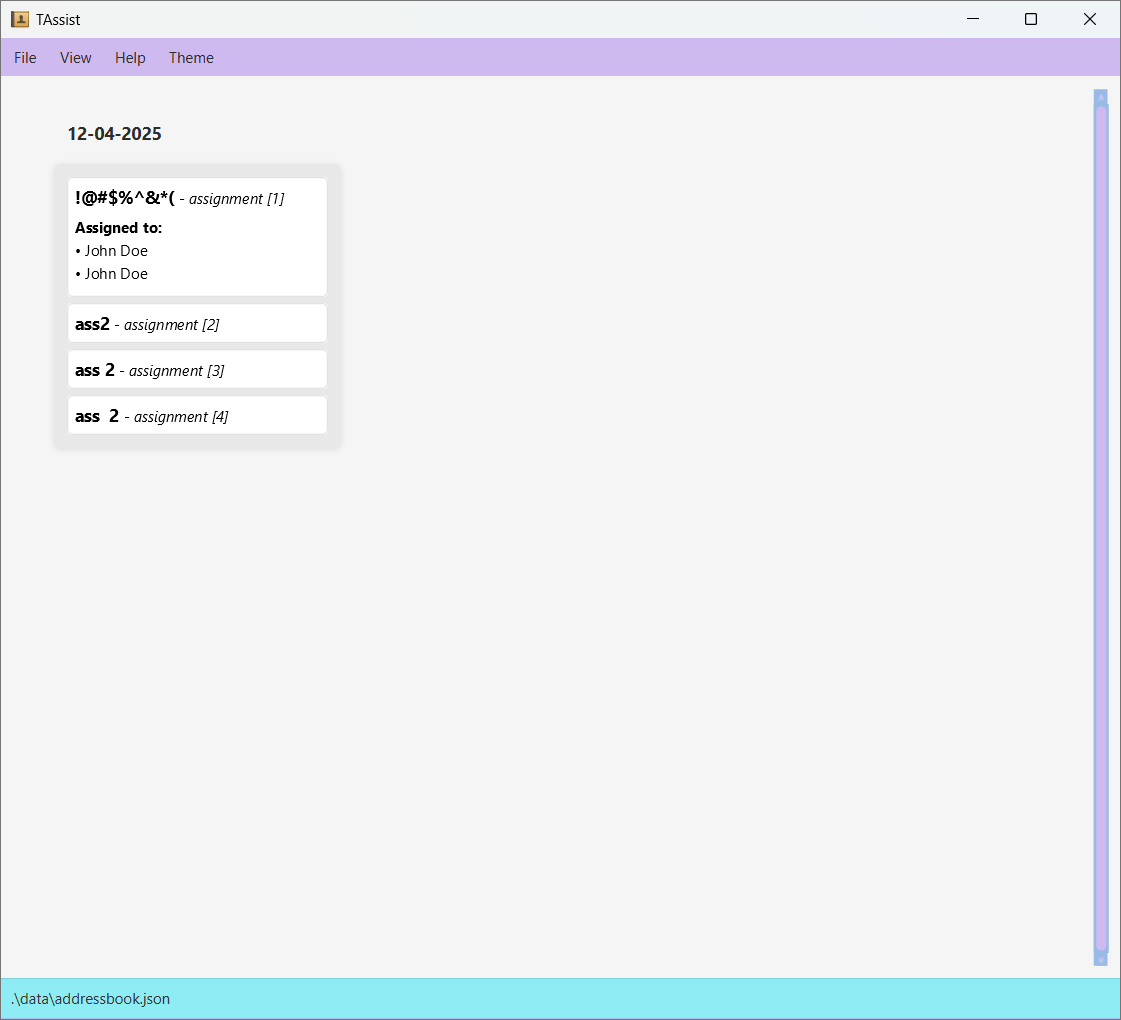 TAssist
File View Help Theme
12-04-2025
!@#$%^&*( - assignment [1]
Assigned to:
• John Doe
• John Doe
ass2 - assignment [2]
ass 2 - assignment [3]
ass  2 - assignment [4]
.\data\addressbook.json